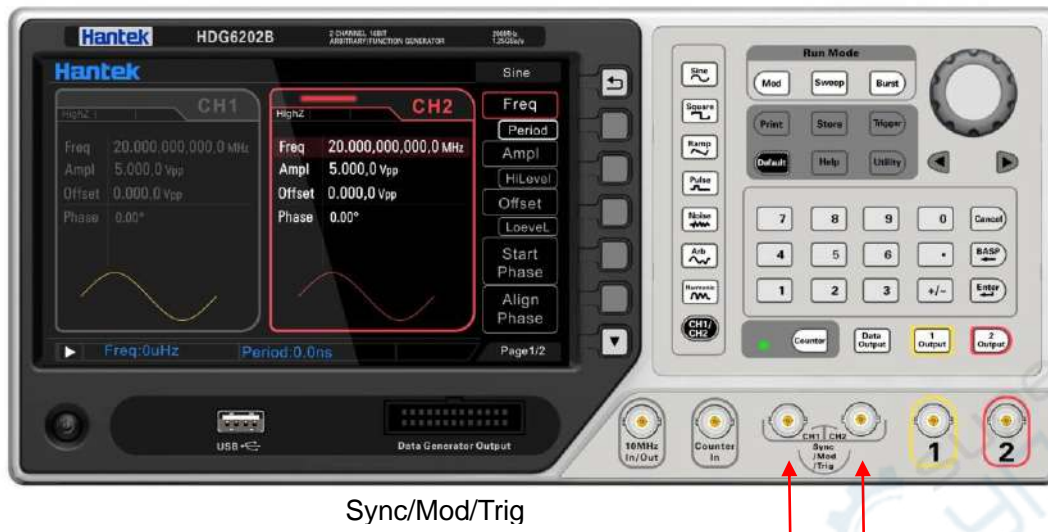 Hantek HDG6202B 2 CHANNEL 16BIT
ARBITRARY/FUNCTION GENERATOR
Hantek Sine
CH1
HighZ
Freq 20.000,000,000,0 MHz
Ampl 5.000,0 Vpp
Offset 0.000,0 Vpp
Phase 0.00°
CH2
HighZ
Freq 20.000,000,000,0 MHz
Ampl 5.000,0 Vpp
Offset 0.000,0 Vpp
Phase 0.00°
Freq
Period
Ampl
HiLevel
Offset
LoeveL
Start
Phase
Align
Phase
Freq:0uHz Period:0.0ns Page1/2
Sine
Square
Ramp
Pulse
Noise
Arb
Harmonic
CH1/
CH2
Run Mode
Mod Sweep Burst
Print Store Trigger
Default Help Utility
7 8 9 0 Cancel
4 5 6 . BASP
1 2 3 +/- Enter
Counter
Data
Output
1
Output
2
Output
USB
Data Generator Output
10MHz
In/Out
Counter
In
CH1 CH2
Sync
/Mod
/Trig
1
2
Sync/Mod/Trig